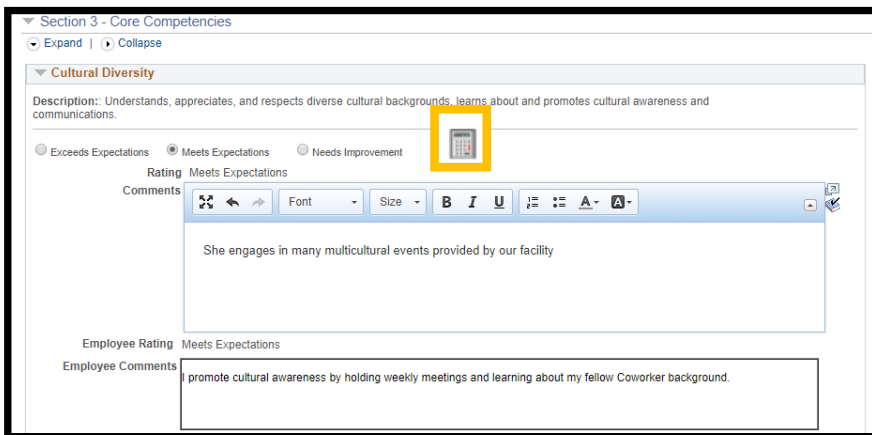 Section 3 - Core Competencies
Expand | Collapse
Cultural Diversity
Description:: Understands, appreciates, and respects diverse cultural backgrounds, learns about and promotes cultural awareness and
communications.
Exceeds Expectations Meets Expectations Needs Improvement
Rating Meets Expectations
Comments
Font Size B I U A A
She engages in many multicultural events provided by our facility
Employee Rating Meets Expectations
Employee Comments
I promote cultural awareness by holding weekly meetings and learning about my fellow Coworker background.